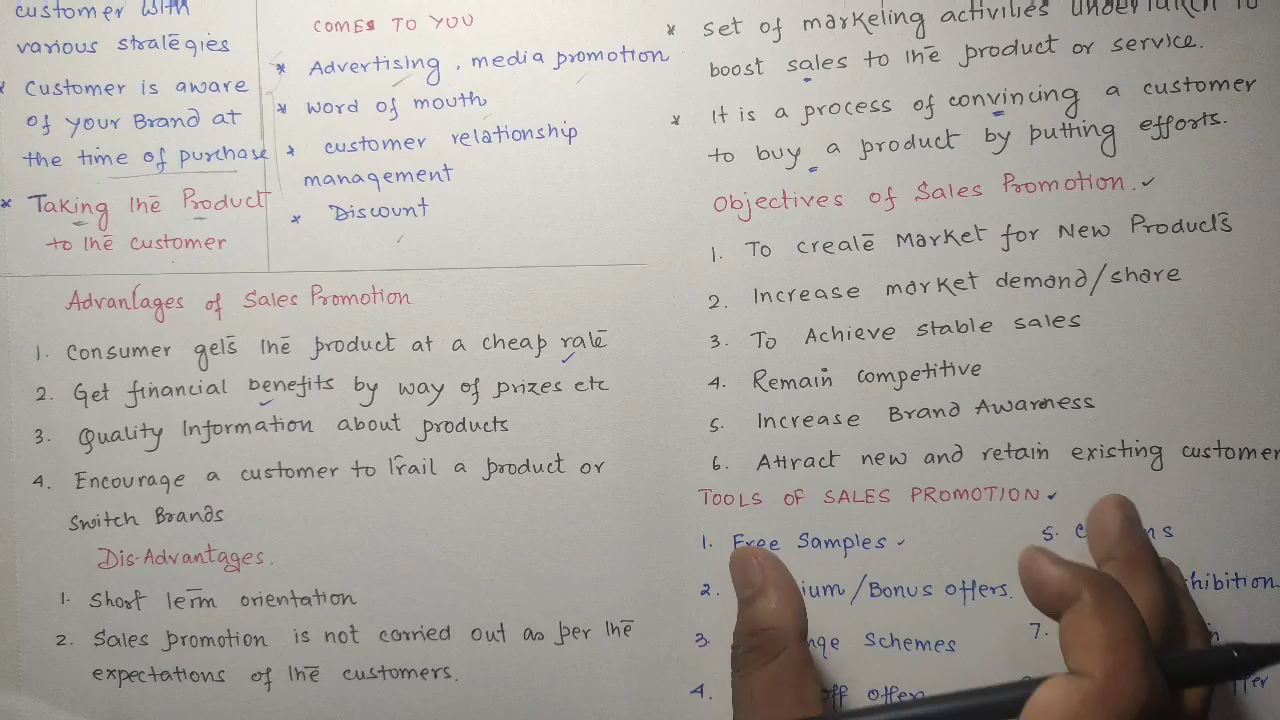 customer with
various strategies
* Customer is aware
of your Brand at
the time of purchase
* Taking the Product
to the customer
COMES TO YOU
* Advertising, media promotion
* word of mouth
* customer relationship
management
* Discount
Advantages of Sales Promotion
1. Consumer gets the product at a cheap rate
2. Get financial benefits by way of prizes etc
3. Quality Information about products
4. Encourage a customer to Trail a product or
Switch Brands
Dis-Advantages.
1. Short term orientation
2. Sales promotion is not carried out as per the
expectations of the customers.
* set of marketing activities undertaken to
boost sales to the product or service.
* It is a process of convincing a customer
to buy a product by putting efforts.
Objectives of Sales Promotion.
1. To create Market for New Products
2. Increase market demand/share
3. To Achieve stable sales
4. Remain competitive
5. Increase Brand Awareness
6. Attract new and retain existing customer
TOOLS OF SALES PROMOTION
1. Free Samples
2. /Bonus offers.
3. Schemes
4. off offer
5.
7.